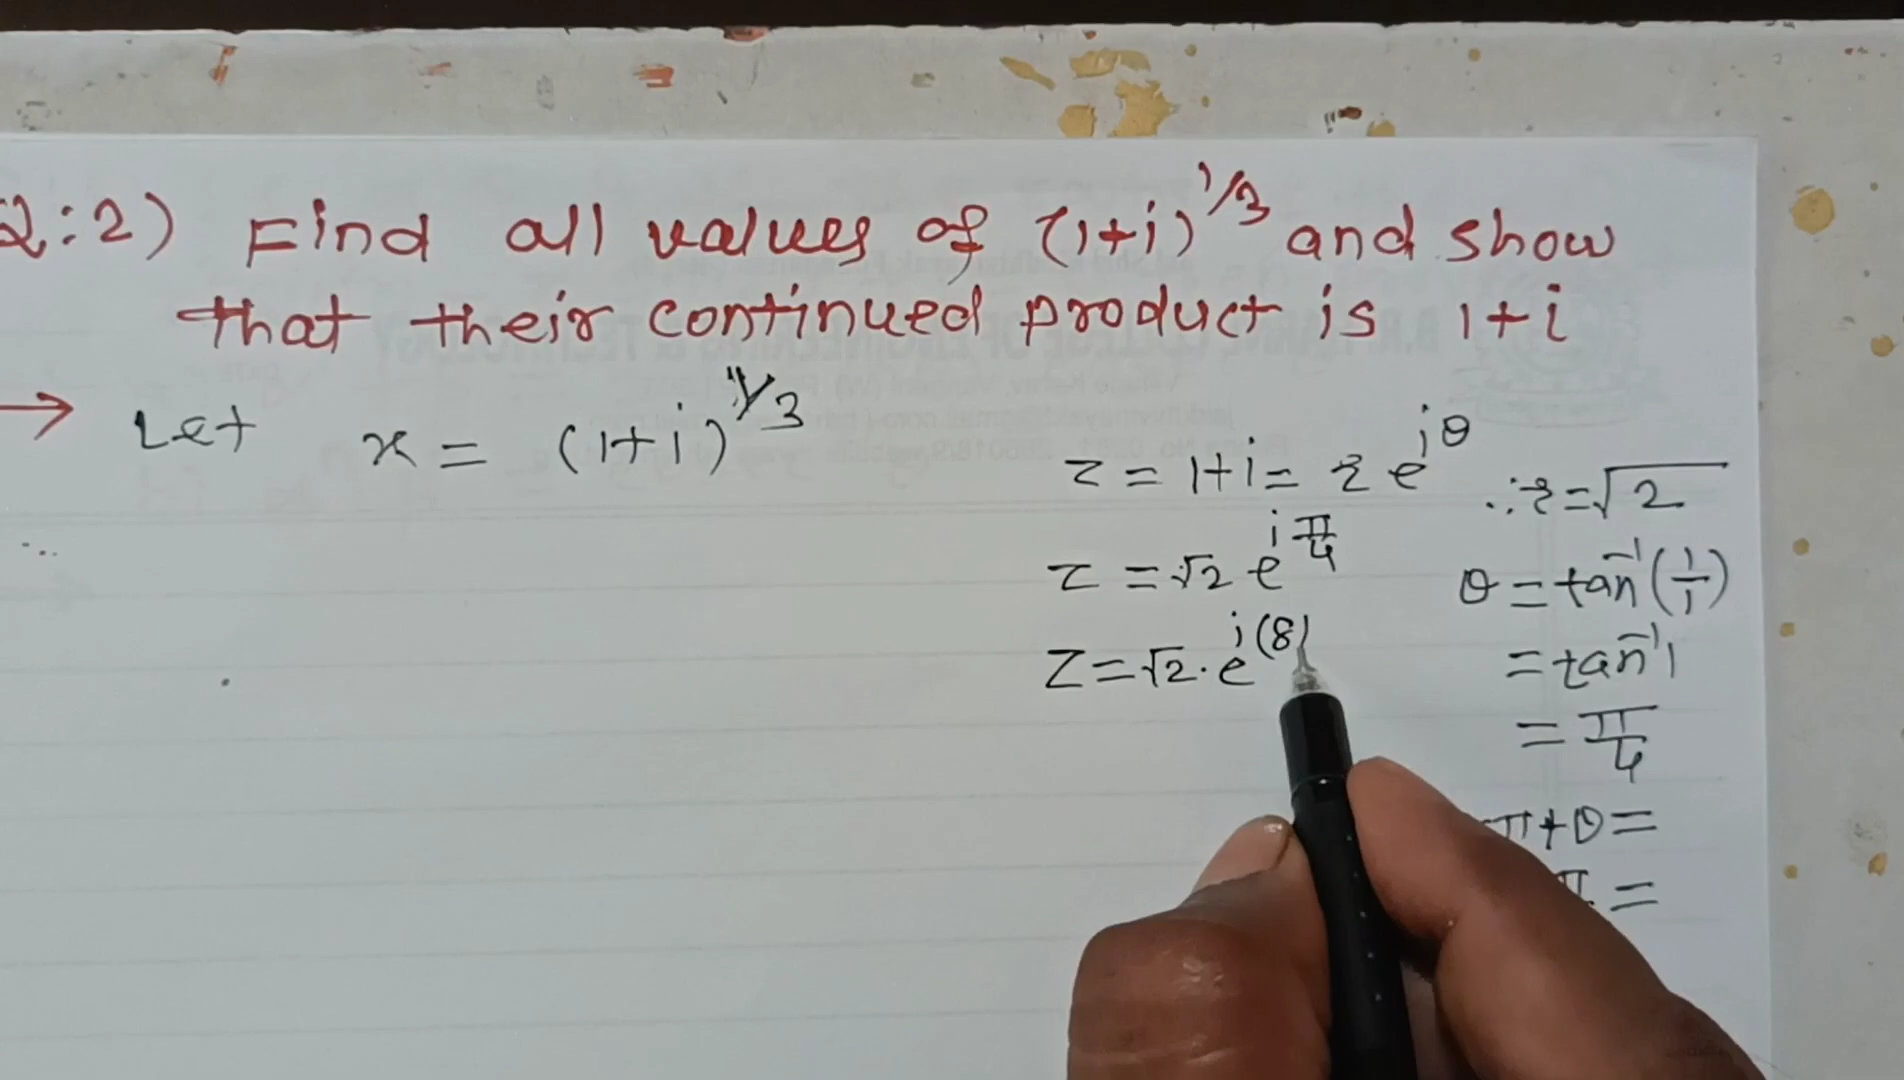 Q:2) Find all values of (1+i)^1/3 and show
that their continued product is 1+i
→ Let x = (1+i)^1/3
z = 1+i = r e^iθ
z = √2 e^i π/4
z = √2 . e^i(8
∴ r = √2
θ = tan^-1 (1/1)
= tan^-1 1
= π/4
π+θ =
=